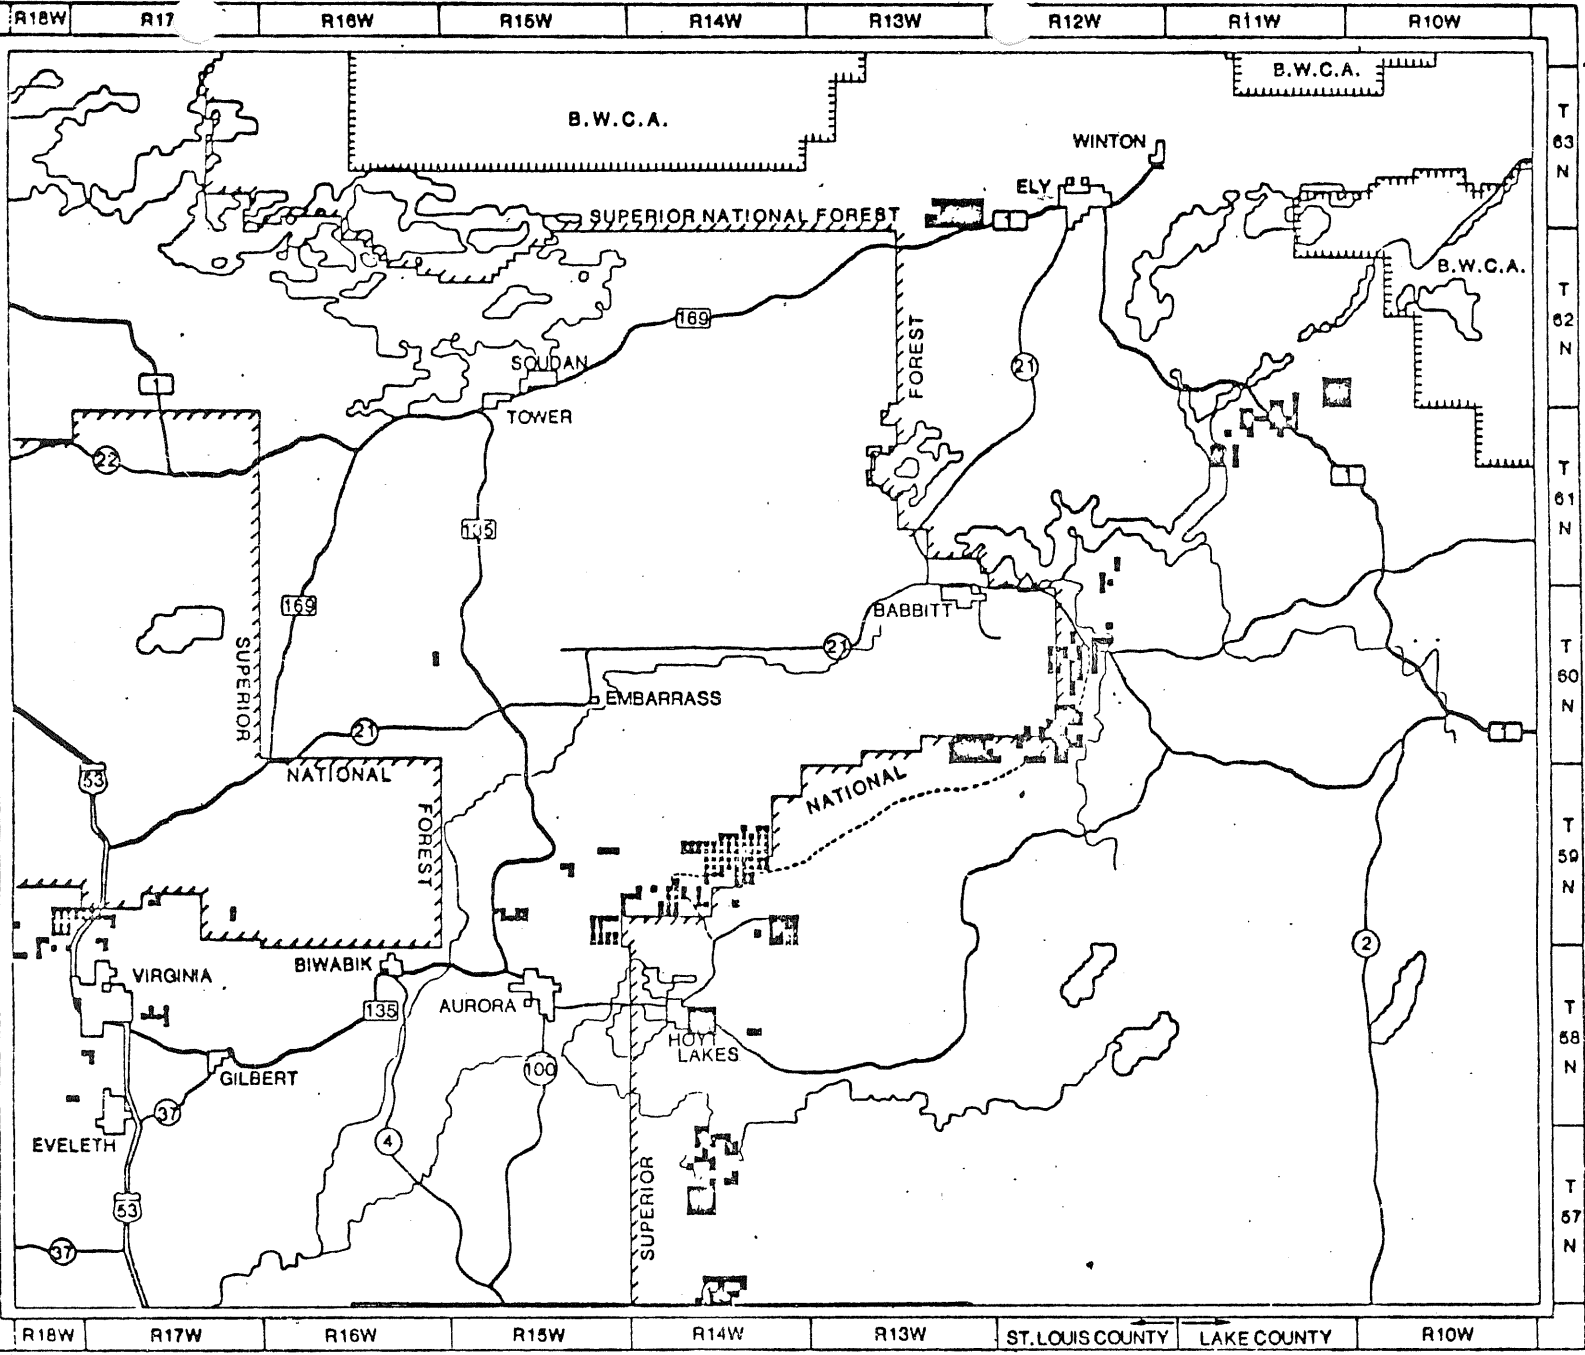 R18W R17 R16W R15W R14W R13W R12W R11W R10W
B.W.C.A.
B.W.C.A.
T
63
N
WINTON
ELY
SUPERIOR NATIONAL FOREST
1
B.W.C.A.
T
62
N
169
FOREST
21
SOUDAN
1
TOWER
22
1
T
61
N
135
169
BABBITT
SUPERIOR
21
T
60
N
EMBARRASS
21
1
53
NATIONAL
NATIONAL
FOREST
T
59
N
2
BIWABIK
VIRGINIA
135
AURORA
HOYT
LAKES
T
58
N
GILBERT
100
37
4
EVELETH
SUPERIOR
53
T
57
N
37
R18W R17W R16W R15W R14W R13W ST. LOUIS COUNTY LAKE COUNTY R10W